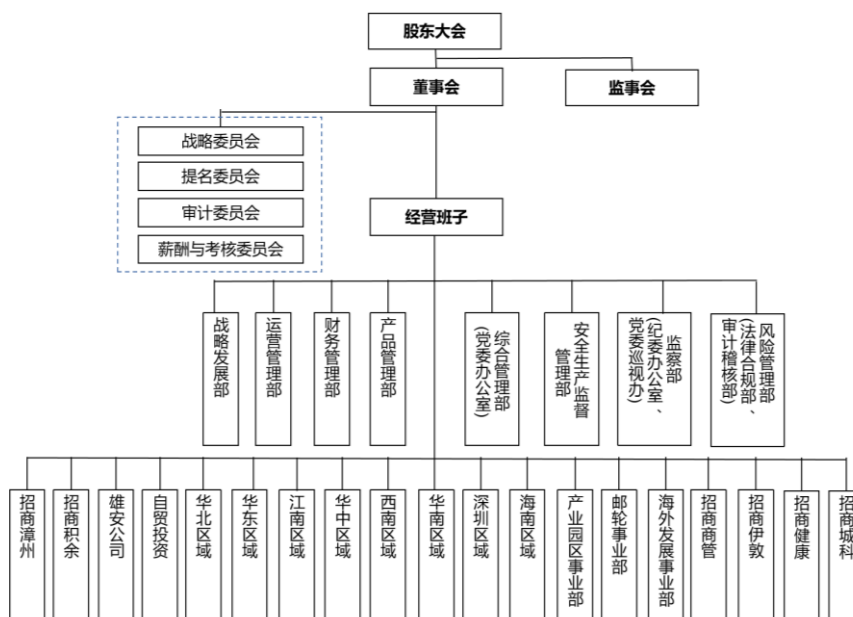 股东大会
董事会
监事会
战略委员会
提名委员会
审计委员会
薪酬与考核委员会
经营班子
战略发展部
运营管理部
财务管理部
产品管理部
综合管理部
(党委办公室)
安全生产监督
管理部
监察部
(纪委办公室、
党委巡视办)
风险管理部
(法律合规部、
审计稽核部)
招商漳州
招商积余
雄安公司
自贸投资
华北区域
华东区域
江南区域
华中区域
西南区域
华南区域
深圳区域
海南区域
产业园区事业部
邮轮事业部
海外发展事业部
招商商管
招商伊敦
招商健康
招商城科